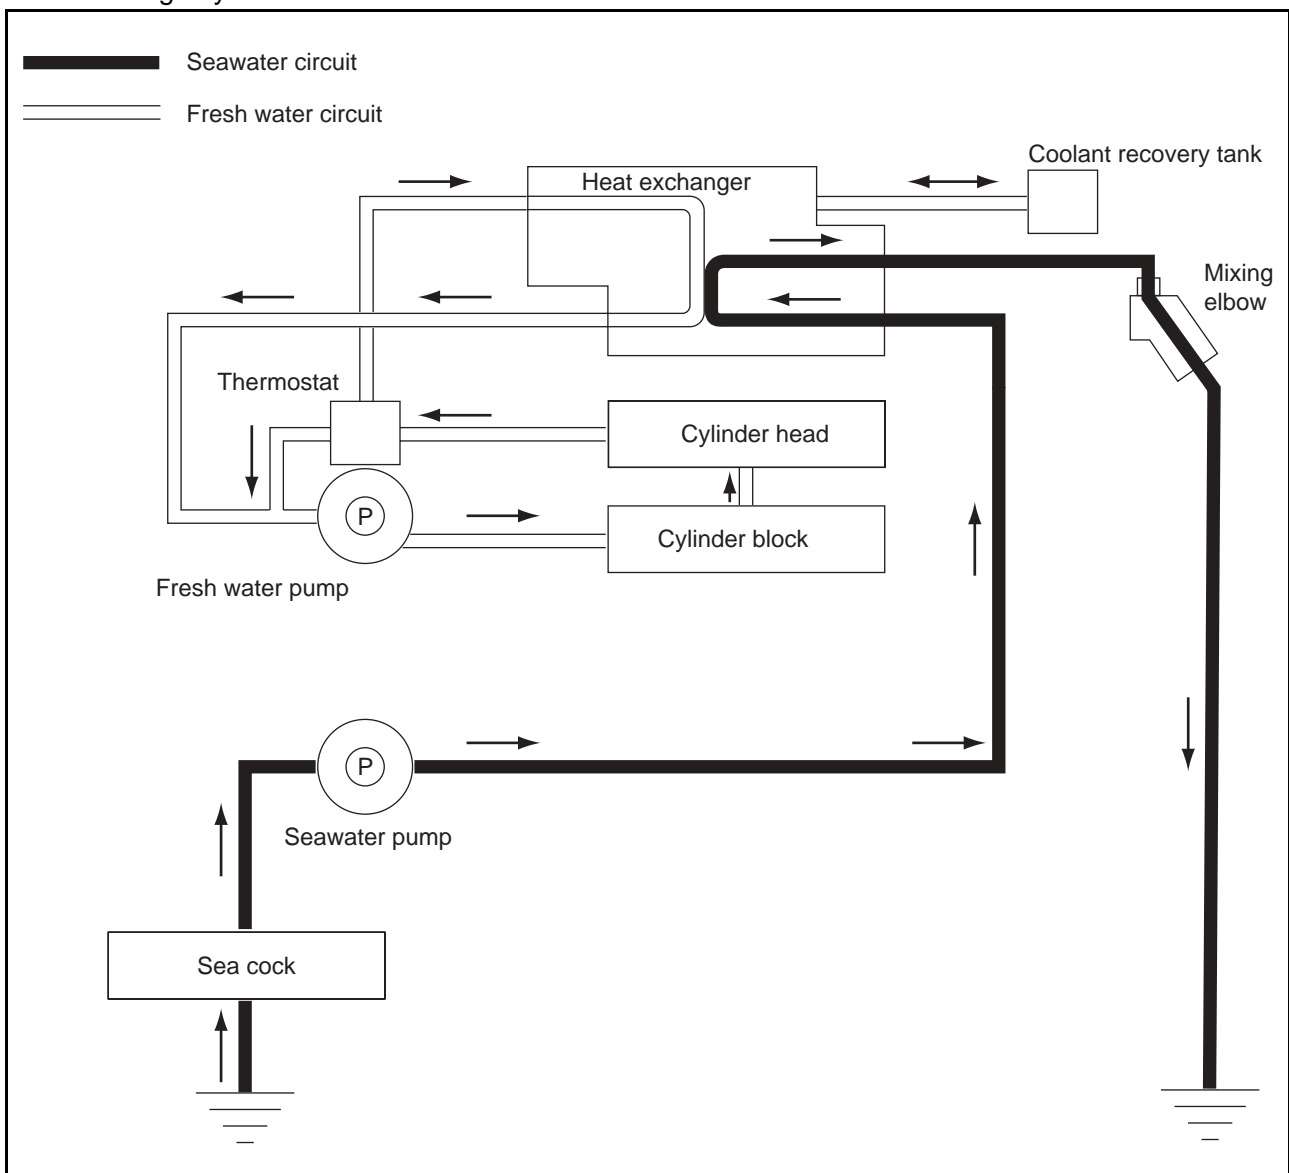 Seawater circuit
Fresh water circuit
Coolant recovery tank
Heat exchanger
Mixing
elbow
Thermostat
Cylinder head
P
Cylinder block
Fresh water pump
P
Seawater pump
Sea cock